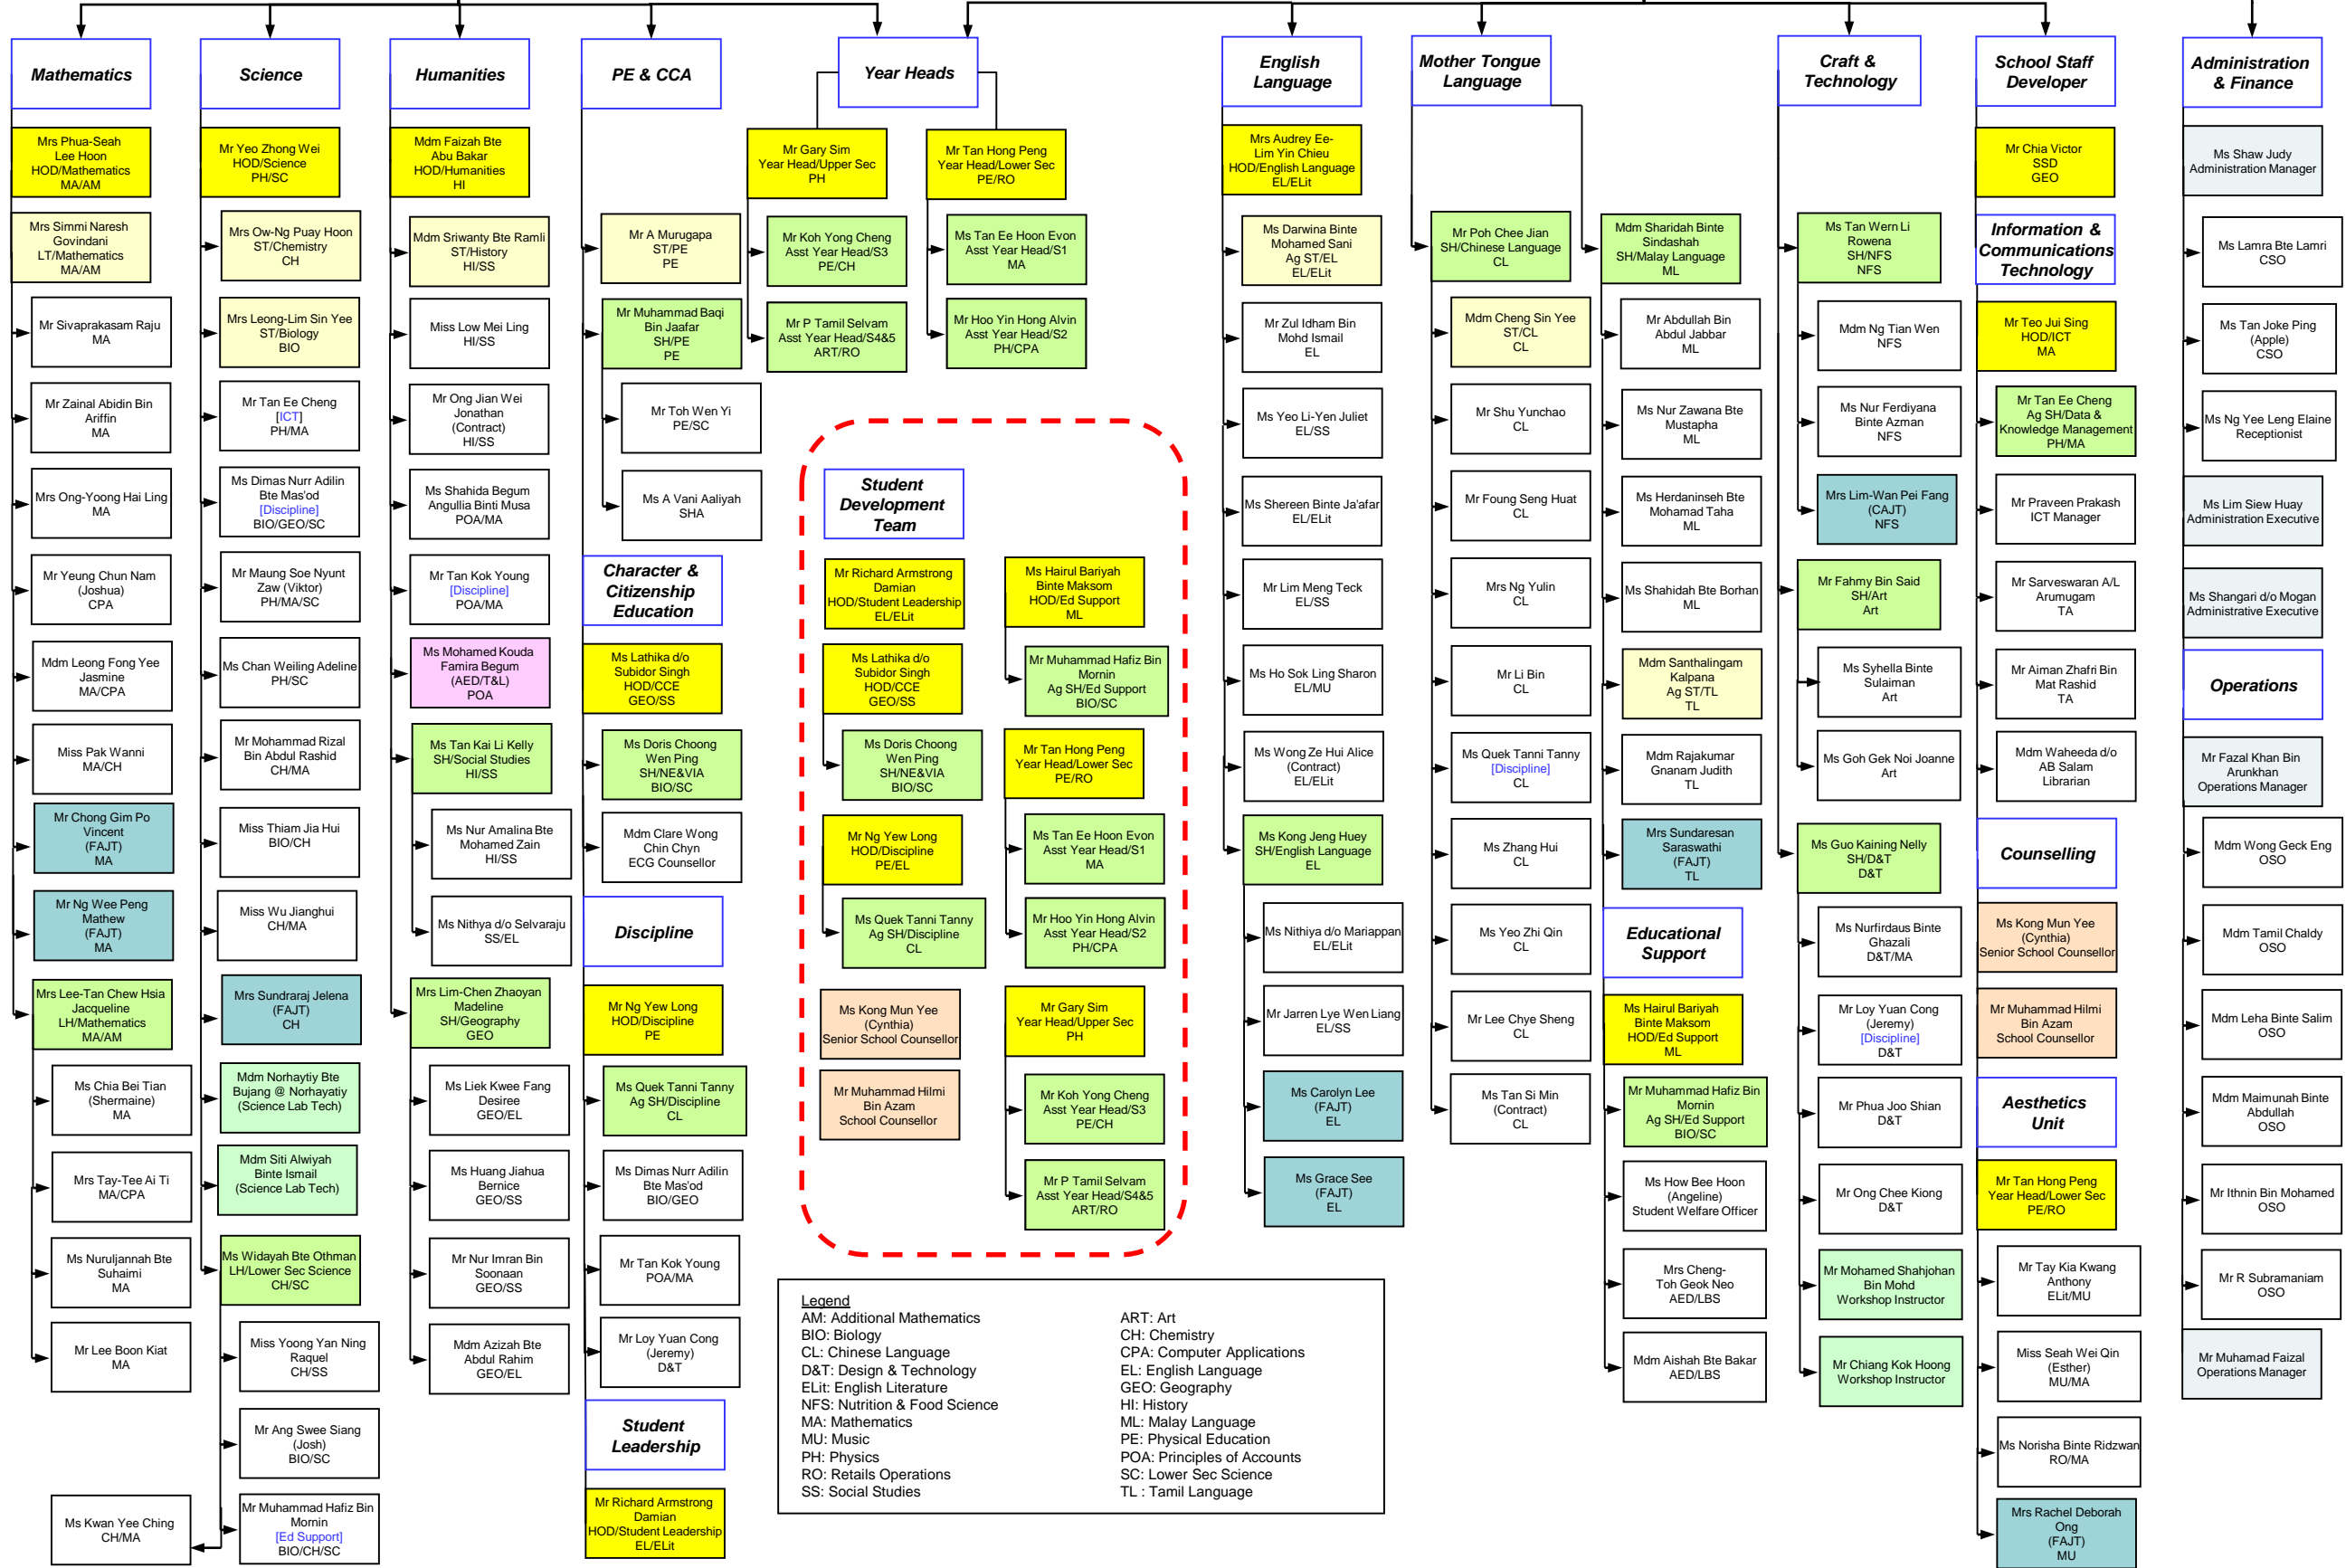 Mathematics
Mrs Phua-Seah
Lee Hoon
HOD/Mathematics
MA/AM
Mrs Simmi Naresh
Govindani
LT/Mathematics
MA/AM
Mr Sivaprakasam Raju
MA
Mr Zainal Abidin Bin
Ariffin
MA
Mrs Ong-Yoong Hai Ling
MA
Mr Yeung Chun Nam
(Joshua)
CPA
Mdm Leong Fong Yee
Jasmine
MA/CPA
Miss Pak Wanni
MA/CH
Mr Chong Gim Po
Vincent
(FAJT)
MA
Mr Ng Wee Peng
Mathew
(FAJT)
MA
Mrs Lee-Tan Chew Hsia
Jacqueline
LH/Mathematics
MA/AM
Ms Chia Bei Tian
(Shermaine)
MA
Mrs Tay-Tee Ai Ti
MA/CPA
Ms Nuruljannah Bte
Suhaimi
MA
Mr Lee Boon Kiat
MA
Science
Mr Yeo Zhong Wei
HOD/Science
PH/SC
Mrs Ow-Ng Puay Hoon
ST/Chemistry
CH
Mrs Leong-Lim Sin Yee
ST/Biology
BIO
Mr Tan Ee Cheng
[ICT]
PH/MA
Ms Dimas Nurr Adilin
Bte Mas'od
[Discipline]
BIO/GEO/SC
Mr Maung Soe Nyunt
Zaw (Viktor)
PH/MA/SC
Ms Chan Weiling Adeline
PH/SC
Mr Mohammad Rizal
Bin Abdul Rashid
CH/MA
Miss Thiam Jia Hui
BIO/CH
Miss Wu Jianghui
CH/MA
Mrs Sundraraj Jelena
(FAJT)
CH
Mdm Norhaytiy Bte
Bujang @ Norhayatiy
(Science Lab Tech)
Mdm Siti Alwiyah
Binte Ismail
(Science Lab Tech)
Ms Widayah Bte Othman
LH/Lower Sec Science
CH/SC
Miss Yoong Yan Ning
Raquel
CH/SS
Mr Ang Swee Siang
(Josh)
BIO/SC
Mr Muhammad Hafiz Bin
Mornin
[Ed Support]
BIO/CH/SC
Ms Kwan Yee Ching
CH/MA
Humanities
Mdm Faizah Bte
Abu Bakar
HOD/Humanities
HI
Mdm Sriwanty Bte Ramli
ST/History
HI/SS
Miss Low Mei Ling
HI/SS
Mr Ong Jian Wei
Jonathan
(Contract)
HI/SS
Ms Shahida Begum
Angullia Binti Musa
POA/MA
Mr Tan Kok Young
[Discipline]
POA/MA
Ms Mohamed Kouda
Famira Begum
(AED/T&L)
POA
Ms Tan Kai Li Kelly
SH/Social Studies
HI/SS
Ms Nur Amalina Bte
Mohamed Zain
HI/SS
Ms Nithya d/o Selvaraju
SS/EL
Mrs Lim-Chen Zhaoyan
Madeline
SH/Geography
GEO
Ms Liek Kwee Fang
Desiree
GEO/EL
Ms Huang Jiahua
Bernice
GEO/SS
Mr Nur Imran Bin
Soonaan
GEO/SS
Mdm Azizah Bte
Abdul Rahim
GEO/EL
PE & CCA
Mr A Murugapa
ST/PE
PE
Mr Muhammad Baqi
Bin Jaafar
SH/PE
PE
Mr Toh Wen Yi
PE/SC
Ms A Vani Aaliyah
SHA
Character &
Citizenship
Education
Ms Lathika d/o
Subidor Singh
HOD/CCE
GEO/SS
Ms Doris Choong
Wen Ping
SH/NE&VIA
BIO/SC
Mdm Clare Wong
Chin Chyn
ECG Counsellor
Discipline
Mr Ng Yew Long
HOD/Discipline
PE
Ms Quek Tanni Tanny
Ag SH/Discipline
CL
Ms Dimas Nurr Adilin
Bte Mas'od
BIO/GEO
Mr Tan Kok Young
POA/MA
Mr Loy Yuan Cong
(Jeremy)
D&T
Student
Leadership
Mr Richard Armstrong
Damian
HOD/Student Leadership
EL/ELit
Year Heads
Mr Gary Sim
Year Head/Upper Sec
PH
Mr Koh Yong Cheng
Asst Year Head/S3
PE/CH
Mr P Tamil Selvam
Asst Year Head/S4&5
ART/RO
Mr Tan Hong Peng
Year Head/Lower Sec
PE/RO
Ms Tan Ee Hoon Evon
Asst Year Head/S1
MA
Mr Hoo Yin Hong Alvin
Asst Year Head/S2
PH/CPA
Student
Development
Team
Mr Richard Armstrong
Damian
HOD/Student Leadership
EL/ELit
Ms Lathika d/o
Subidor Singh
HOD/CCE
GEO/SS
Ms Doris Choong
Wen Ping
SH/NE&VIA
BIO/SC
Mr Ng Yew Long
HOD/Discipline
PE/EL
Ms Quek Tanni Tanny
Ag SH/Discipline
CL
Ms Kong Mun Yee
(Cynthia)
Senior School Counsellor
Mr Muhammad Hilmi
Bin Azam
School Counsellor
Ms Hairul Bariyah
Binte Maksom
HOD/Ed Support
ML
Mr Muhammad Hafiz Bin
Mornin
Ag SH/Ed Support
BIO/SC
Mr Tan Hong Peng
Year Head/Lower Sec
PE/RO
Ms Tan Ee Hoon Evon
Asst Year Head/S1
MA
Mr Hoo Yin Hong Alvin
Asst Year Head/S2
PH/CPA
Mr Gary Sim
Year Head/Upper Sec
PH
Mr Koh Yong Cheng
Asst Year Head/S3
PE/CH
Mr P Tamil Selvam
Asst Year Head/S4&5
ART/RO
Legend
AM: Additional Mathematics
BIO: Biology
CL: Chinese Language
D&T: Design & Technology
ELit: English Literature
NFS: Nutrition & Food Science
MA: Mathematics
MU: Music
PH: Physics
RO: Retails Operations
SS: Social Studies
ART: Art
CH: Chemistry
CPA: Computer Applications
EL: English Language
GEO: Geography
HI: History
ML: Malay Language
PE: Physical Education
POA: Principles of Accounts
SC: Lower Sec Science
TL : Tamil Language
English
Language
Mrs Audrey Ee-
Lim Yin Chieu
HOD/English Language
EL/ELit
Ms Darwina Binte
Mohamed Sani
Ag ST/EL
EL/ELit
Mr Zul Idham Bin
Mohd Ismail
EL
Ms Yeo Li-Yen Juliet
EL/SS
Ms Shereen Binte Ja'afar
EL/ELit
Mr Lim Meng Teck
EL/SS
Ms Ho Sok Ling Sharon
EL/MU
Ms Wong Ze Hui Alice
(Contract)
EL/ELit
Ms Kong Jeng Huey
SH/English Language
EL
Ms Nithiya d/o Mariappan
EL/ELit
Mr Jarren Lye Wen Liang
EL/SS
Ms Carolyn Lee
(FAJT)
EL
Ms Grace See
(FAJT)
EL
Mother Tongue
Language
Mr Poh Chee Jian
SH/Chinese Language
CL
Mdm Cheng Sin Yee
ST/CL
CL
Mr Shu Yunchao
CL
Mr Foung Seng Huat
CL
Mrs Ng Yulin
CL
Mr Li Bin
CL
Ms Quek Tanni Tanny
[Discipline]
CL
Ms Zhang Hui
CL
Ms Yeo Zhi Qin
CL
Mr Lee Chye Sheng
CL
Ms Tan Si Min
(Contract)
CL
Mdm Sharidah Binte
Sindashah
SH/Malay Language
ML
Mr Abdullah Bin
Abdul Jabbar
ML
Ms Nur Zawana Bte
Mustapha
ML
Ms Herdaninseh Bte
Mohamad Taha
ML
Ms Shahidah Bte Borhan
ML
Mdm Santhalingam
Kalpana
Ag ST/TL
TL
Mdm Rajakumar
Gnanam Judith
TL
Mrs Sundaresan
Saraswathi
(FAJT)
TL
Educational
Support
Ms Hairul Bariyah
Binte Maksom
HOD/Ed Support
ML
Mr Muhammad Hafiz Bin
Mornin
Ag SH/Ed Support
BIO/SC
Ms How Bee Hoon
(Angeline)
Student Welfare Officer
Mrs Cheng-
Toh Geok Neo
AED/LBS
Mdm Aishah Bte Bakar
AED/LBS
Craft &
Technology
Ms Tan Wern Li
Rowena
SH/NFS
NFS
Mdm Ng Tian Wen
NFS
Ms Nur Ferdiyana
Binte Azman
NFS
Mrs Lim-Wan Pei Fang
(CAJT)
NFS
Mr Fahmy Bin Said
SH/Art
Art
Ms Syhella Binte
Sulaiman
Art
Ms Goh Gek Noi Joanne
Art
Ms Guo Kaining Nelly
SH/D&T
D&T
Ms Nurfirdaus Binte
Ghazali
D&T/MA
Mr Loy Yuan Cong
(Jeremy)
[Discipline]
D&T
Mr Phua Joo Shian
D&T
Mr Ong Chee Kiong
D&T
Mr Mohamed Shahjohan
Bin Mohd
Workshop Instructor
Mr Chiang Kok Hoong
Workshop Instructor
School Staff
Developer
Mr Chia Victor
SSD
GEO
Information &
Communications
Technology
Mr Teo Jui Sing
HOD/ICT
MA
Mr Tan Ee Cheng
Ag SH/Data &
Knowledge Management
PH/MA
Mr Praveen Prakash
ICT Manager
Mr Sarveswaran A/L
Arumugam
TA
Mr Aiman Zhafri Bin
Mat Rashid
TA
Mdm Waheeda d/o
AB Salam
Librarian
Counselling
Ms Kong Mun Yee
(Cynthia)
Senior School Counsellor
Mr Muhammad Hilmi
Bin Azam
School Counsellor
Aesthetics
Unit
Mr Tan Hong Peng
Year Head/Lower Sec
PE/RO
Mr Tay Kia Kwang
Anthony
ELit/MU
Miss Seah Wei Qin
(Esther)
MU/MA
Ms Norisha Binte Ridzwan
RO/MA
Mrs Rachel Deborah
Ong
(FAJT)
MU
Administration
& Finance
Ms Shaw Judy
Administration Manager
Ms Lamra Bte Lamri
CSO
Ms Tan Joke Ping
(Apple)
CSO
Ms Ng Yee Leng Elaine
Receptionist
Ms Lim Siew Huay
Administration Executive
Ms Shangari d/o Mogan
Administrative Executive
Operations
Mr Fazal Khan Bin
Arunkhan
Operations Manager
Mdm Wong Geck Eng
OSO
Mdm Tamil Chaldy
OSO
Mdm Leha Binte Salim
OSO
Mdm Maimunah Binte
Abdullah
OSO
Mr Ithnin Bin Mohamed
OSO
Mr R Subramaniam
OSO
Mr Muhamad Faizal
Operations Manager